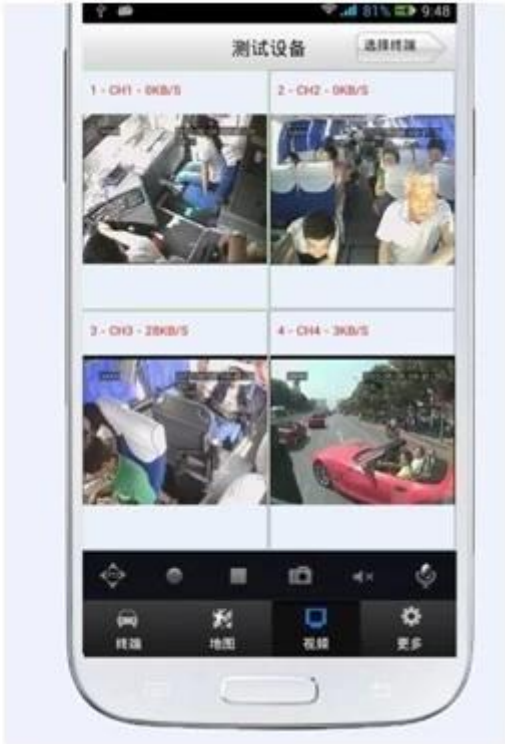 81% 9:48
测试设备
选择终端
1 - CH1 - 0KB/S
2 - CH2 - 0KB/S
3 - CH3 - 28KB/S
4 - CH4 - 3KB/S
终端
地图
视频
更多